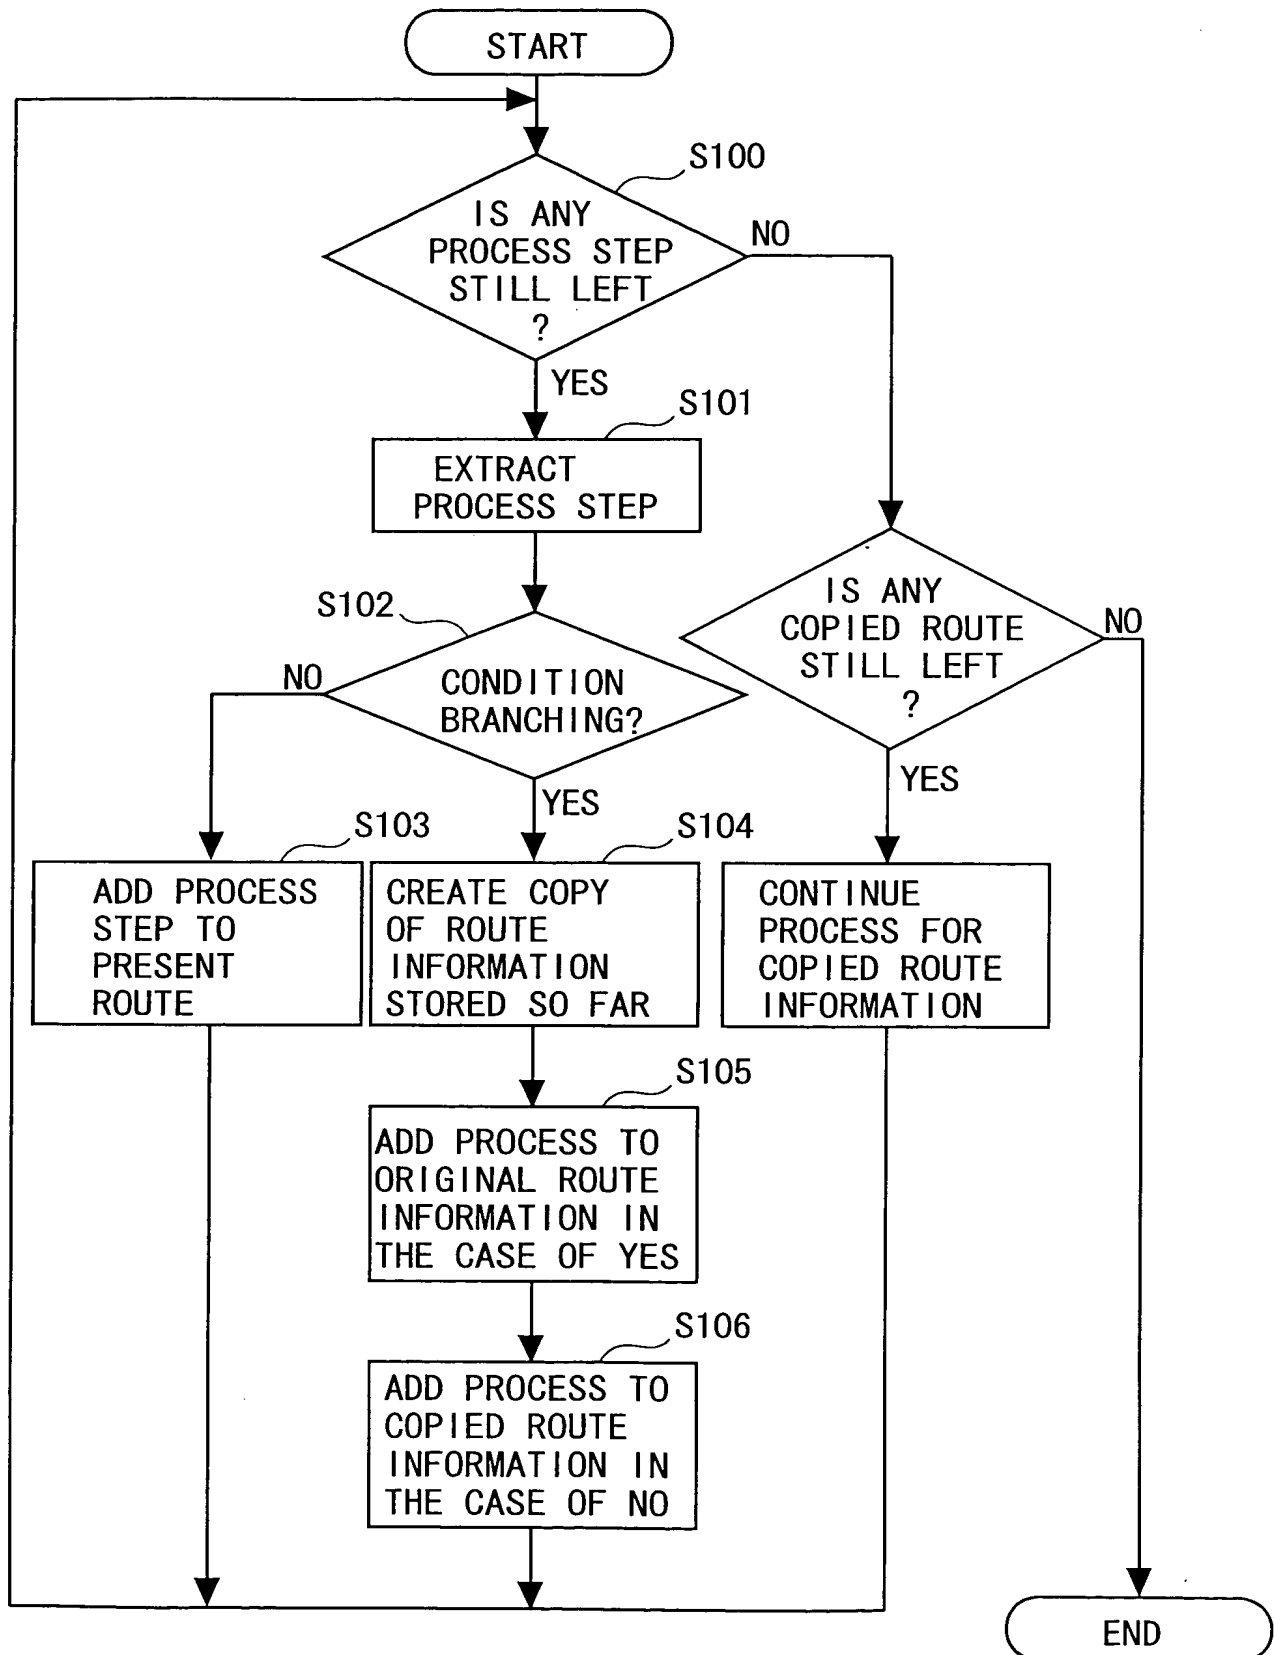 START
S100
IS ANY
PROCESS STEP
STILL LEFT
?
NO
YES
S101
EXTRACT
PROCESS STEP
IS ANY
COPIED ROUTE
STILL LEFT
?
NO
YES
S102
CONDITION
BRANCHING?
NO
YES
S103
ADD PROCESS
STEP TO
PRESENT
ROUTE
S104
CREATE COPY
OF ROUTE
INFORMATION
STORED SO FAR
CONTINUE
PROCESS FOR
COPIED ROUTE
INFORMATION
S105
ADD PROCESS TO
ORIGINAL ROUTE
INFORMATION IN
THE CASE OF YES
S106
ADD PROCESS TO
COPIED ROUTE
INFORMATION IN
THE CASE OF NO
END